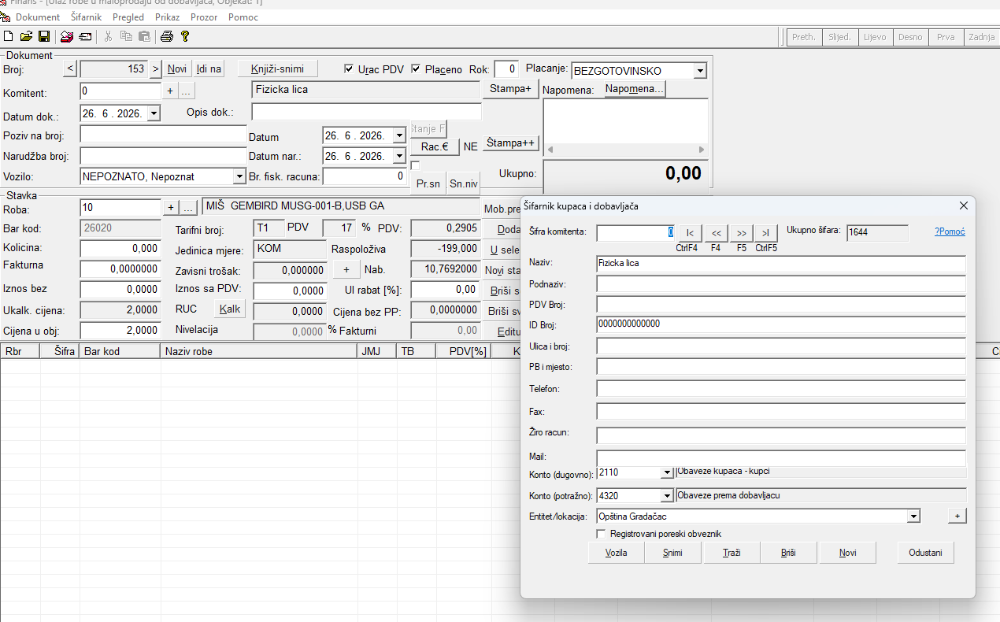 Finans - [Ulaz robe u maloprodaju od dobavljača, Objekat: 1]
Dokument Šifarnik Pregled Prikaz Prozor Pomoc
Preth. Slijed. Lijevo Desno Prva Zadnja
Dokument
Broj: < 153 > Novi Idi na Knjiži-snimi Urac PDV Placeno Rok: 0 Placanje: BEZGOTOVINSKO
Komitent: 0 + ... Fizicka lica Stampa+ Napomena: Napomena...
Datum dok.: 26. 6. 2026. Opis dok.:
Poziv na broj: Datum 26. 6. 2026. Stanje F
Narudžba broj: Datum nar.: 26. 6. 2026. Rac.€ NE Štampa++
Vozilo: NEPOZNATO, Nepoznat Br. fisk. racuna: 0 Pr.sn Sn.niv Ukupno: 0,00
Stavka
Roba: 10 + ... MIŠ GEMBIRD MUSG-001-B,USB GA Mob.pre
Bar kod: 26020 Tarifni broj: T1 PDV 17 % PDV: 0,2905 Doda
Kolicina: 0,000 Jedinica mjere: KOM Raspoloživa -199,000 U sele
Fakturna 0,0000000 Zavisni trošak: 0,000000 + Nab. 10,7692000 Novi sta
Iznos bez 0,0000 Iznos sa PDV: 0,0000 Ul rabat [%]: 0,00 Briši s
Ukalk. cijena: 2,0000 RUC Kalk 0,0000 Cijena bez PP: 0,0000000 Briši sv
Cijena u obj: 2,0000 Nivelacija 0,0000 % Fakturni 0,00 Editu
Rbr Šifra Bar kod Naziv robe JMJ TB PDV[%] K C
Šifarnik kupaca i dobavljača
Šifra komitenta: 0 |< << >> >| Ukupno šifara: 1644 ?Pomoć
CtrlF4 F4 F5 CtrlF5
Naziv: Fizicka lica
Podnaziv:
PDV Broj:
ID Broj: 0000000000000
Ulica i broj:
PB i mjesto:
Telefon:
Fax:
Žiro racun:
Mail:
Konto (dugovno): 2110 Obaveze kupaca - kupci
Konto (potražno): 4320 Obaveze prema dobavljacu
Entitet/lokacija: Opština Gradačac +
Registrovani poreski obveznik
Vozila Snimi Traži Briši Novi Odustani